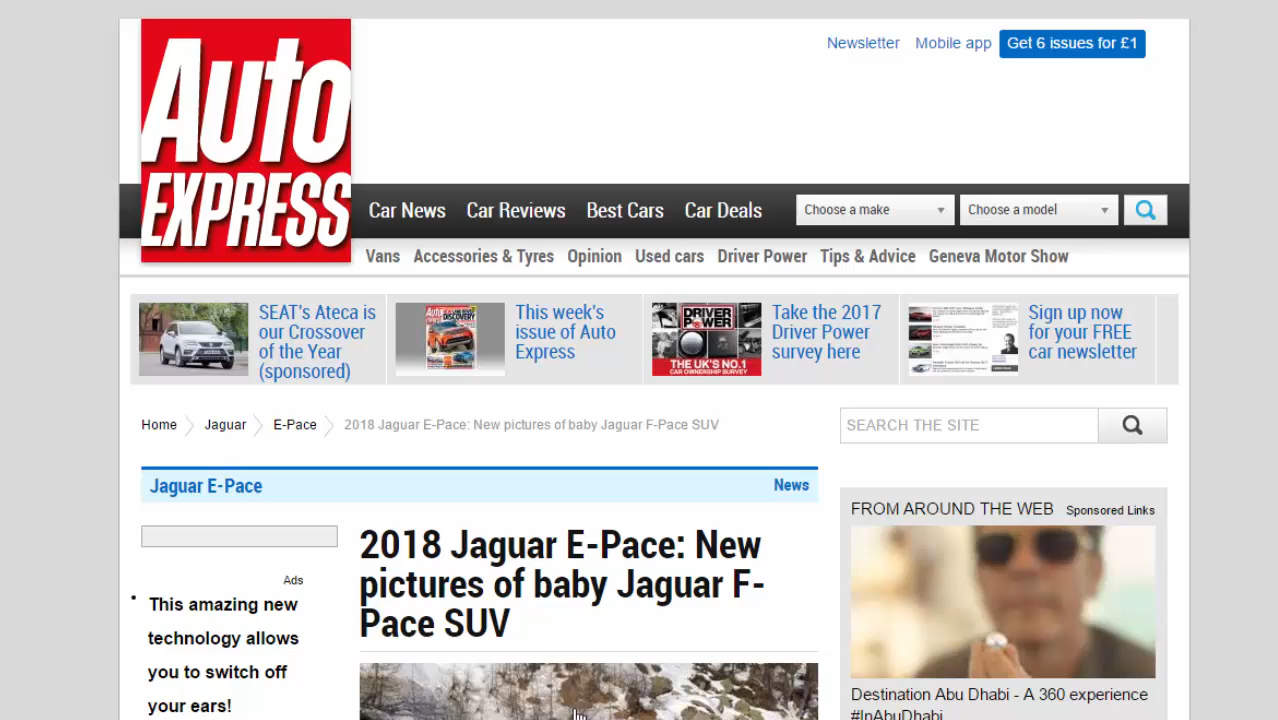 Auto
EXPRESS
Newsletter Mobile app Get 6 issues for £1
Car News Car Reviews Best Cars Car Deals Choose a make Choose a model
Vans Accessories & Tyres Opinion Used cars Driver Power Tips & Advice Geneva Motor Show
SEAT's Ateca is
our Crossover
of the Year
(sponsored)
This week's
issue of Auto
Express
DRIVER
POWER
THE UK'S NO.1
CAR OWNERSHIP SURVEY
Take the 2017
Driver Power
survey here
Sign up now
for your FREE
car newsletter
Home Jaguar E-Pace 2018 Jaguar E-Pace: New pictures of baby Jaguar F-Pace SUV
SEARCH THE SITE
Jaguar E-Pace News
Ads
• This amazing new
technology allows
you to switch off
your ears!
2018 Jaguar E-Pace: New
pictures of baby Jaguar F-
Pace SUV
FROM AROUND THE WEB Sponsored Links
Destination Abu Dhabi - A 360 experience
#InAbuDhabi